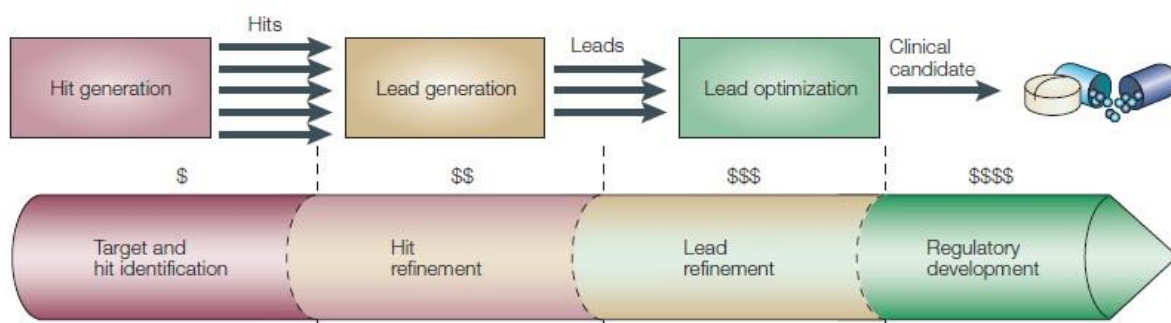 Hits
Leads
Clinical
candidate
Hit generation
Lead generation
Lead optimization
$
$$
$$$
$$$$
Target and
hit identification
Hit
refinement
Lead
refinement
Regulatory
development